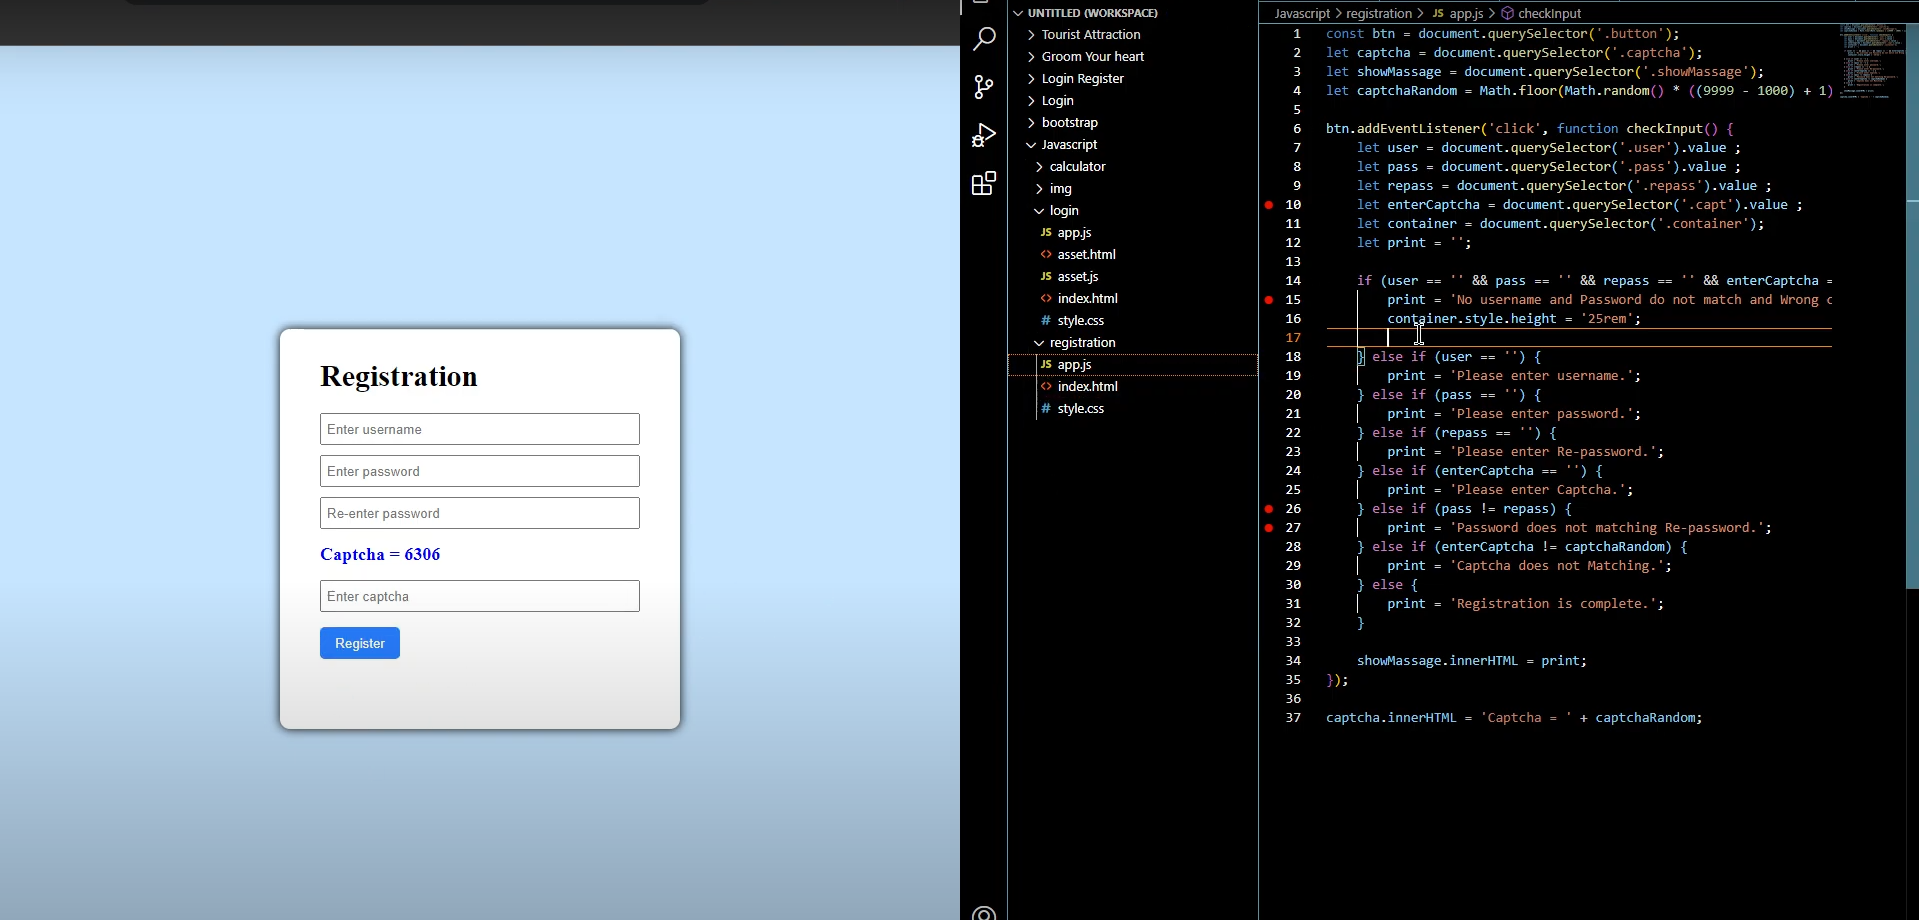 Registration
Enter username
Enter password
Re-enter password
Captcha = 6306
Enter captcha
Register
UNTITLED (WORKSPACE)
Tourist Attraction
Groom Your heart
Login Register
Login
bootstrap
Javascript
calculator
img
login
JS app.js
<> asset.html
JS asset.js
<> index.html
# style.css
registration
JS app.js
<> index.html
# style.css
Javascript > registration > JS app.js > checkInput
1 const btn = document.querySelector('.button');
2 let captcha = document.querySelector('.captcha');
3 let showMassage = document.querySelector('.showMassage');
4 let captchaRandom = Math.floor(Math.random() * ((9999 - 1000) + 1)
5
6 btn.addEventListener('click', function checkInput() {
7 let user = document.querySelector('.user').value ;
8 let pass = document.querySelector('.pass').value ;
9 let repass = document.querySelector('.repass').value ;
10 let enterCaptcha = document.querySelector('.capt').value ;
11 let container = document.querySelector('.container');
12 let print = '';
13
14 if (user == '' && pass == '' && repass == '' && enterCaptcha =
15 print = 'No username and Password do not match and Wrong c
16 container.style.height = '25rem';
17
18 } else if (user == '') {
19 print = 'Please enter username.';
20 } else if (pass == '') {
21 print = 'Please enter password.';
22 } else if (repass == '') {
23 print = 'Please enter Re-password.';
24 } else if (enterCaptcha == '') {
25 print = 'Please enter Captcha.';
26 } else if (pass != repass) {
27 print = 'Password does not matching Re-password.';
28 } else if (enterCaptcha != captchaRandom) {
29 print = 'Captcha does not Matching.';
30 } else {
31 print = 'Registration is complete.';
32 }
33
34 showMassage.innerHTML = print;
35 });
36
37 captcha.innerHTML = 'Captcha = ' + captchaRandom;